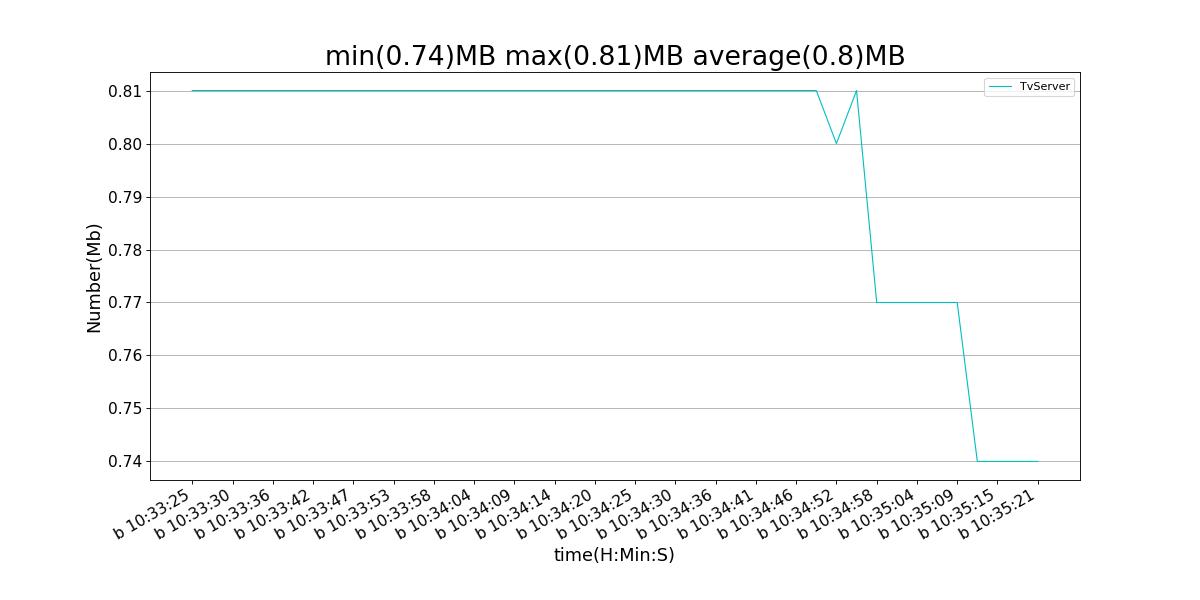 min(0.74)MB max(0.81)MB average(0.8)MB
TvServer
0.81
0.80
0.79
0.78
0.77
0.76
0.75
0.74
Number(Mb)
b 10:33:25
b 10:33:30
b 10:33:36
b 10:33:42
b 10:33:47
b 10:33:53
b 10:33:58
b 10:34:04
b 10:34:09
b 10:34:14
b 10:34:20
b 10:34:25
b 10:34:30
b 10:34:36
b 10:34:41
b 10:34:46
b 10:34:52
b 10:34:58
b 10:35:04
b 10:35:09
b 10:35:15
b 10:35:21
time(H:Min:S)